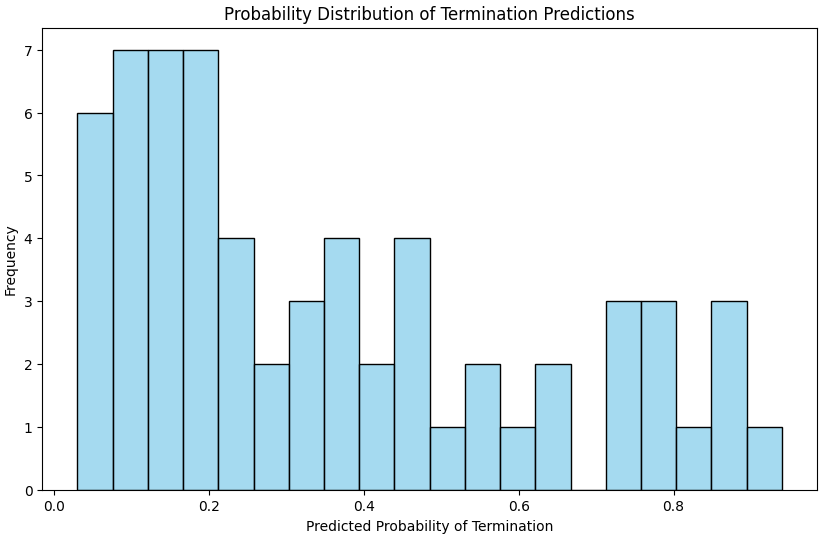 Probability Distribution of Termination Predictions
7
6
5
4
3
2
1
0
Frequency
0.0 0.2 0.4 0.6 0.8
Predicted Probability of Termination